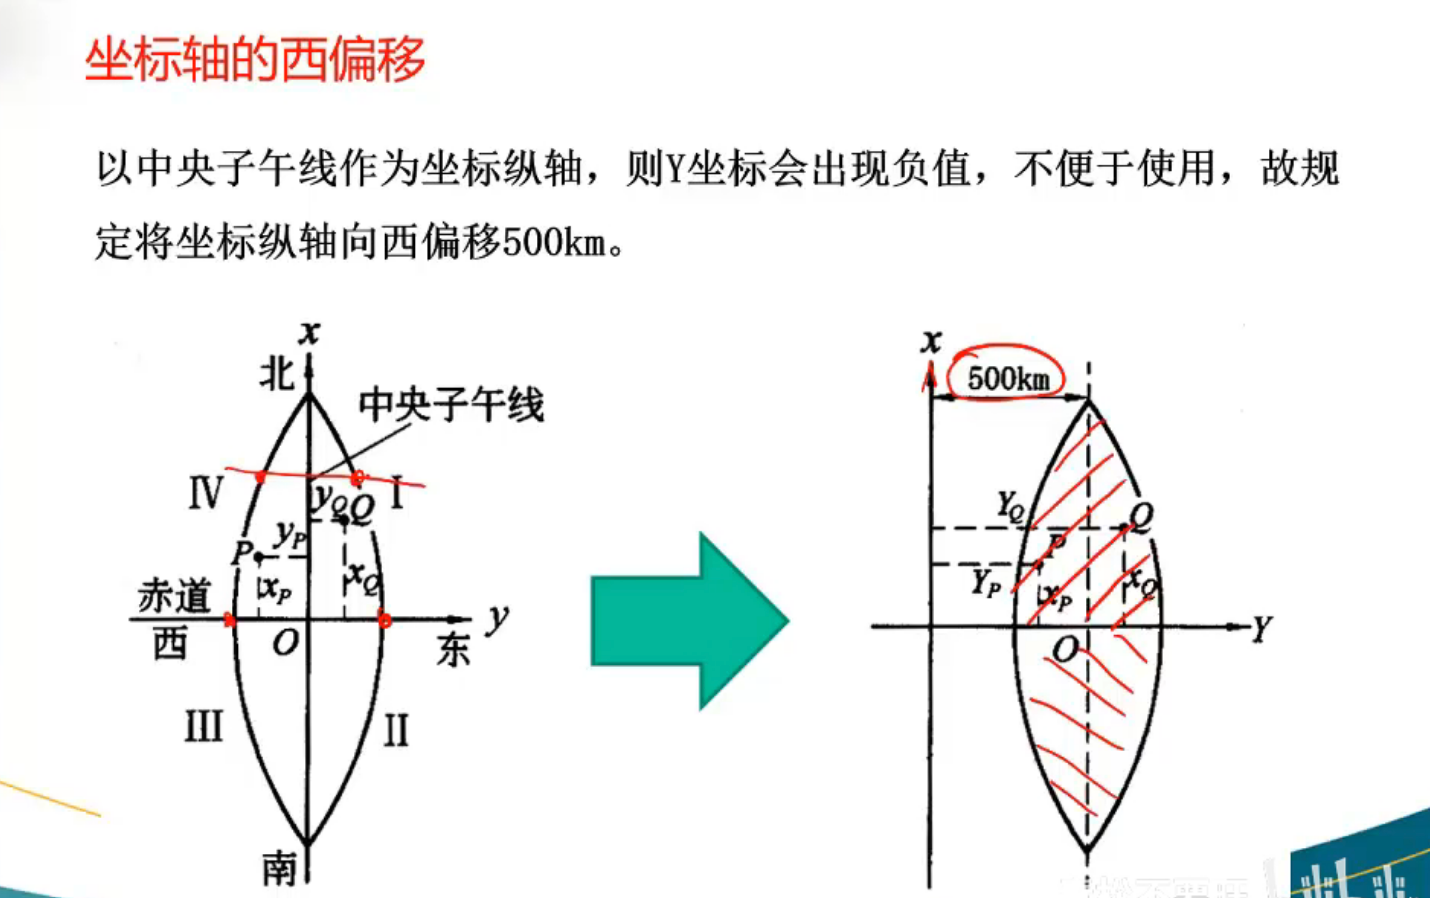 坐标轴的西偏移
以中央子午线作为坐标纵轴，则Y坐标会出现负值，不便于使用，故规
定将坐标纵轴向西偏移500km。
x
北
中央子午线
IV
I
y_Q
Q
y_P
P
x_P
x_Q
赤道
西
O
y
东
III
II
南
x
500km
Y_Q
Q
P
Y_P
x_P
x_Q
O
Y